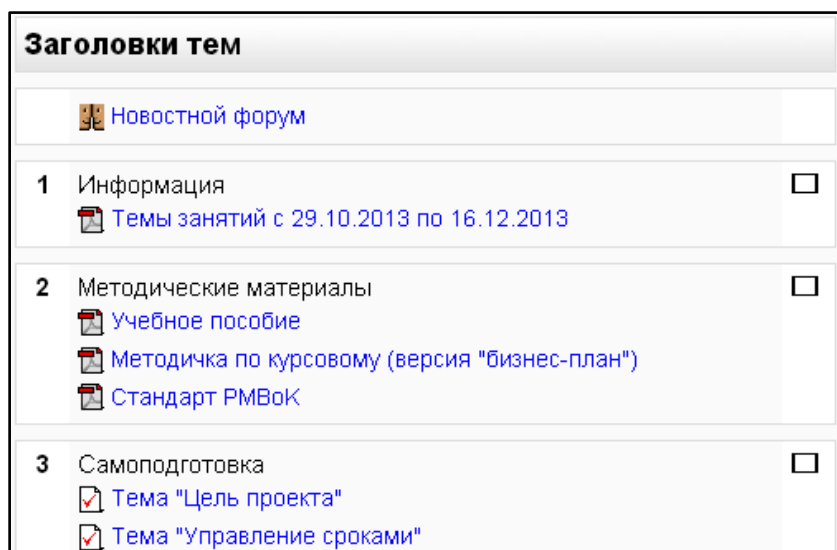 Заголовки тем
Новостной форум
1 Информация
Темы занятий с 29.10.2013 по 16.12.2013
2 Методические материалы
Учебное пособие
Методичка по курсовому (версия "бизнес-план")
Стандарт PMBoK
3 Самоподготовка
Тема "Цель проекта"
Тема "Управление сроками"